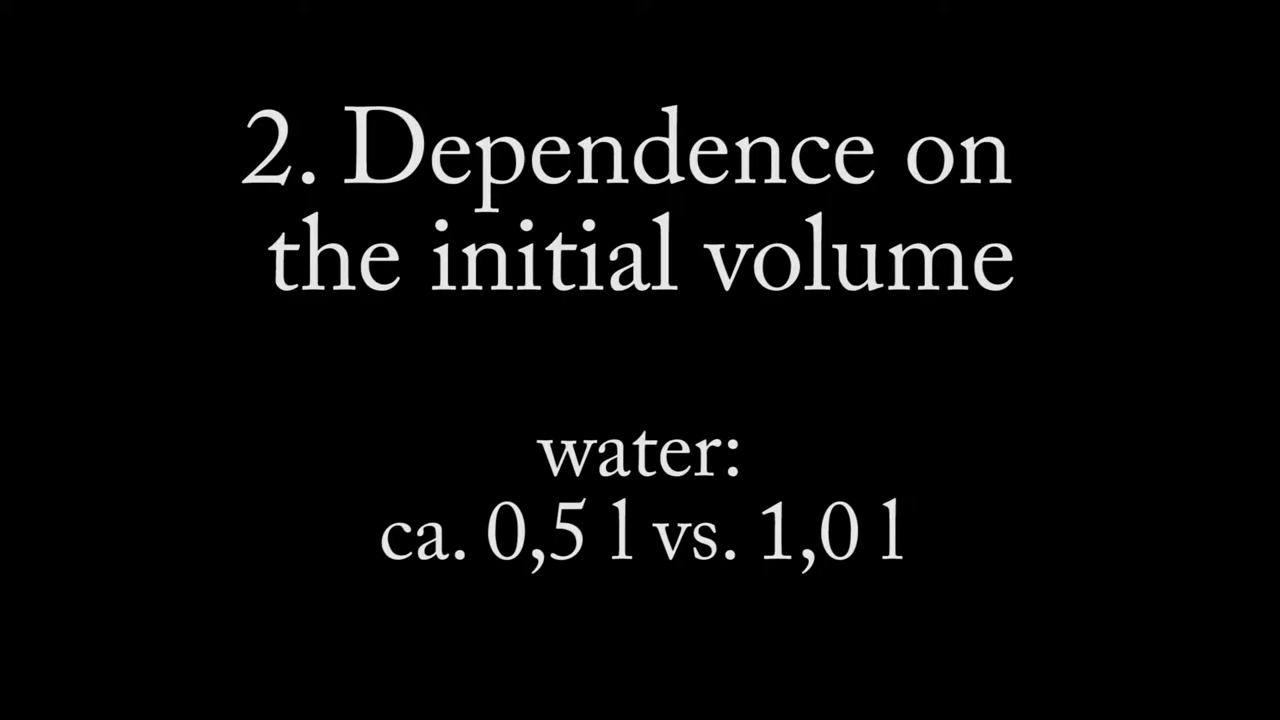 2. Dependence on
the initial volume
water:
ca. 0,5 l vs. 1,0 l